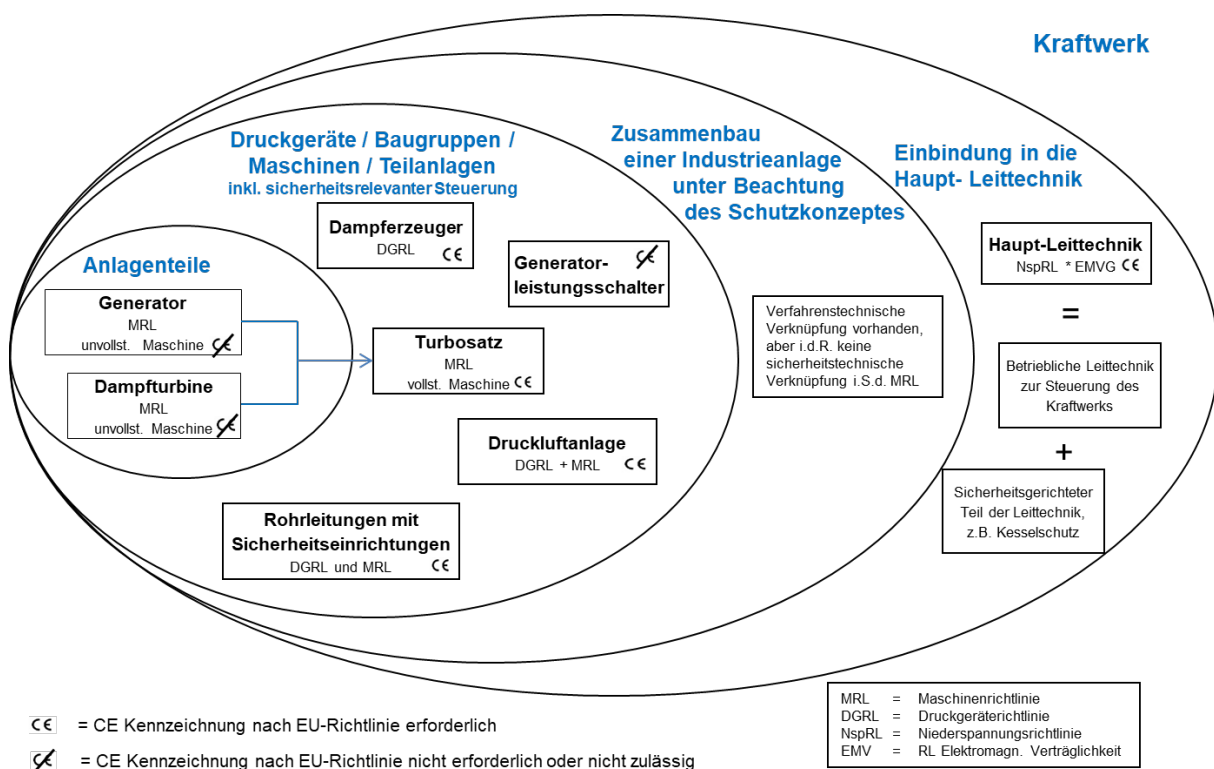 Kraftwerk
Druckgeräte / Baugruppen /
Maschinen / Teilanlagen
inkl. sicherheitsrelevanter Steuerung
Zusammenbau
einer Industrieanlage
unter Beachtung
des Schutzkonzeptes
Einbindung in die
Haupt- Leittechnik
Anlagenteile
Generator
MRL
unvollst. Maschine CE
Dampfturbine
MRL
unvollst. Maschine CE
Dampferzeuger
DGRL CE
Generator- CE
leistungsschalter
Turbosatz
MRL
vollst. Maschine CE
Druckluftanlage
DGRL + MRL CE
Rohrleitungen mit
Sicherheitseinrichtungen
DGRL und MRL CE
Verfahrenstechnische
Verknüpfung vorhanden,
aber i.d.R. keine
sicherheitstechnische
Verknüpfung i.S.d. MRL
Haupt-Leittechnik
NspRL * EMVG CE
=
Betriebliche Leittechnik
zur Steuerung des
Kraftwerks
+
Sicherheitsgerichteter
Teil der Leittechnik,
z.B. Kesselschutz
CE = CE Kennzeichnung nach EU-Richtlinie erforderlich
CE = CE Kennzeichnung nach EU-Richtlinie nicht erforderlich oder nicht zulässig
MRL = Maschinenrichtlinie
DGRL = Druckgeräterichtlinie
NspRL = Niederspannungsrichtlinie
EMV = RL Elektromagn. Verträglichkeit